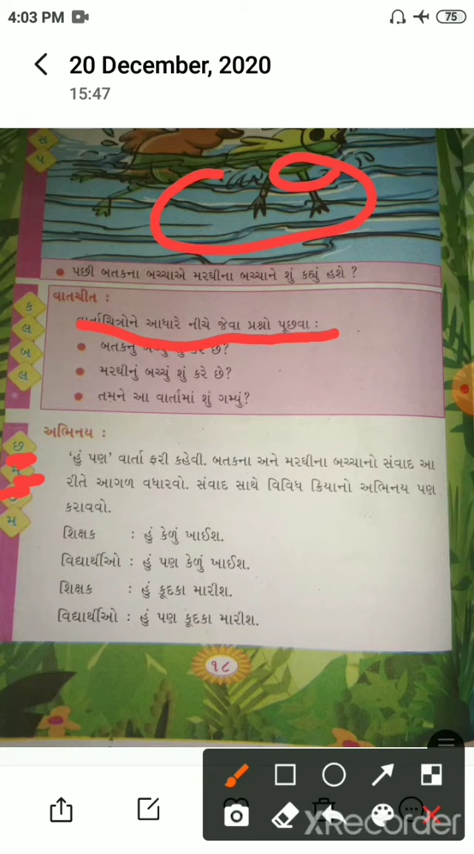 4:03 PM
75
20 December, 2020
15:47
સ
પ
• પછી બતકના બચ્ચાએ મરઘીના બચ્ચાને શું કહ્યું હશે ?
ક
લ
બ
લ
વાતચીત :
વાર્તાચિત્રોને આધારે નીચે જેવા પ્રશ્નો પૂછવા :
• બતકનું બચ્ચું શું કરે છે?
• મરઘીનું બચ્ચું શું કરે છે?
• તમને આ વાર્તામાં શું ગમ્યું?
છ
મ
અભિનય :
‘હું પણ’ વાર્તા ફરી કહેવી. બતકના અને મરઘીના બચ્ચાનો સંવાદ આ
રીતે આગળ વધારવો. સંવાદ સાથે વિવિધ ક્રિયાનો અભિનય પણ
કરાવવો.
શિક્ષક : હું કેળું ખાઈશ.
વિદ્યાર્થીઓ : હું પણ કેળું ખાઈશ.
શિક્ષક : હું કૂદકા મારીશ.
વિદ્યાર્થીઓ : હું પણ કૂદકા મારીશ.
૧૮
XRecorder